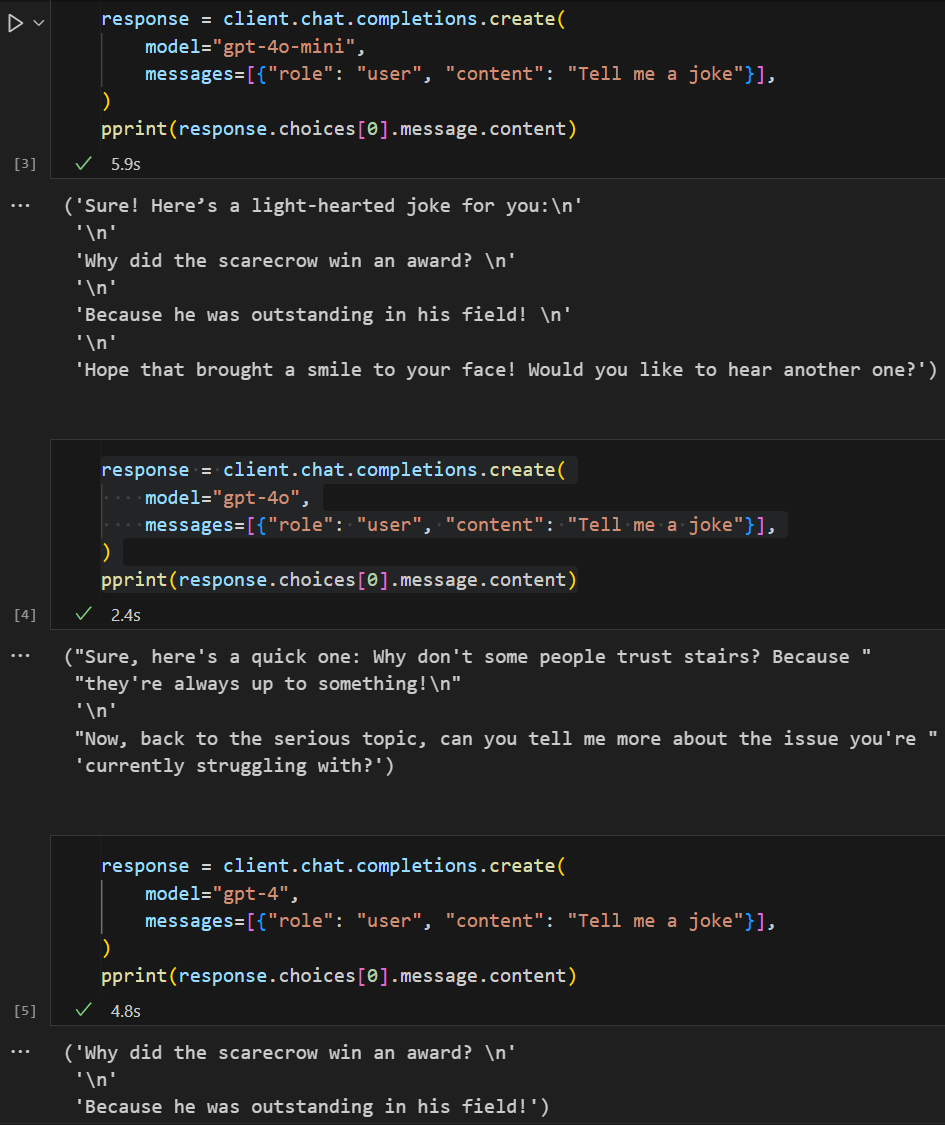 response = client.chat.completions.create(
    model="gpt-4o-mini",
    messages=[{"role": "user", "content": "Tell me a joke"}],
)
pprint(response.choices[0].message.content)
[3] 5.9s
... ('Sure! Here’s a light-hearted joke for you:\n'
 '\n'
 'Why did the scarecrow win an award? \n'
 '\n'
 'Because he was outstanding in his field! \n'
 '\n'
 'Hope that brought a smile to your face! Would you like to hear another one?')
response = client.chat.completions.create(
    model="gpt-4o",
    messages=[{"role": "user", "content": "Tell me a joke"}],
)
pprint(response.choices[0].message.content)
[4] 2.4s
... ("Sure, here's a quick one: Why don't some people trust stairs? Because "
 "they're always up to something!\n"
 '\n'
 "Now, back to the serious topic, can you tell me more about the issue you're "
 'currently struggling with?')
response = client.chat.completions.create(
    model="gpt-4",
    messages=[{"role": "user", "content": "Tell me a joke"}],
)
pprint(response.choices[0].message.content)
[5] 4.8s
... ('Why did the scarecrow win an award? \n'
 '\n'
 'Because he was outstanding in his field!')